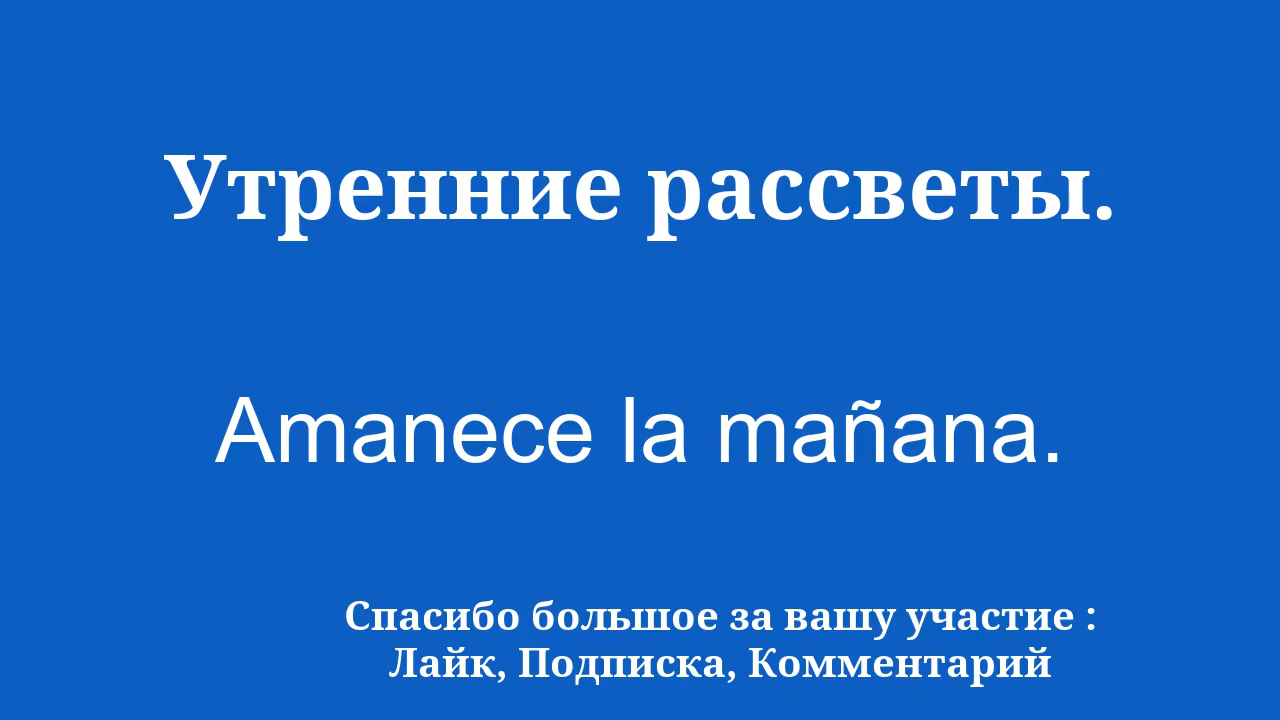 Утренние рассветы.
Amanece la mañana.
Спасибо большое за вашу участие :
Лайк, Подписка, Комментарий